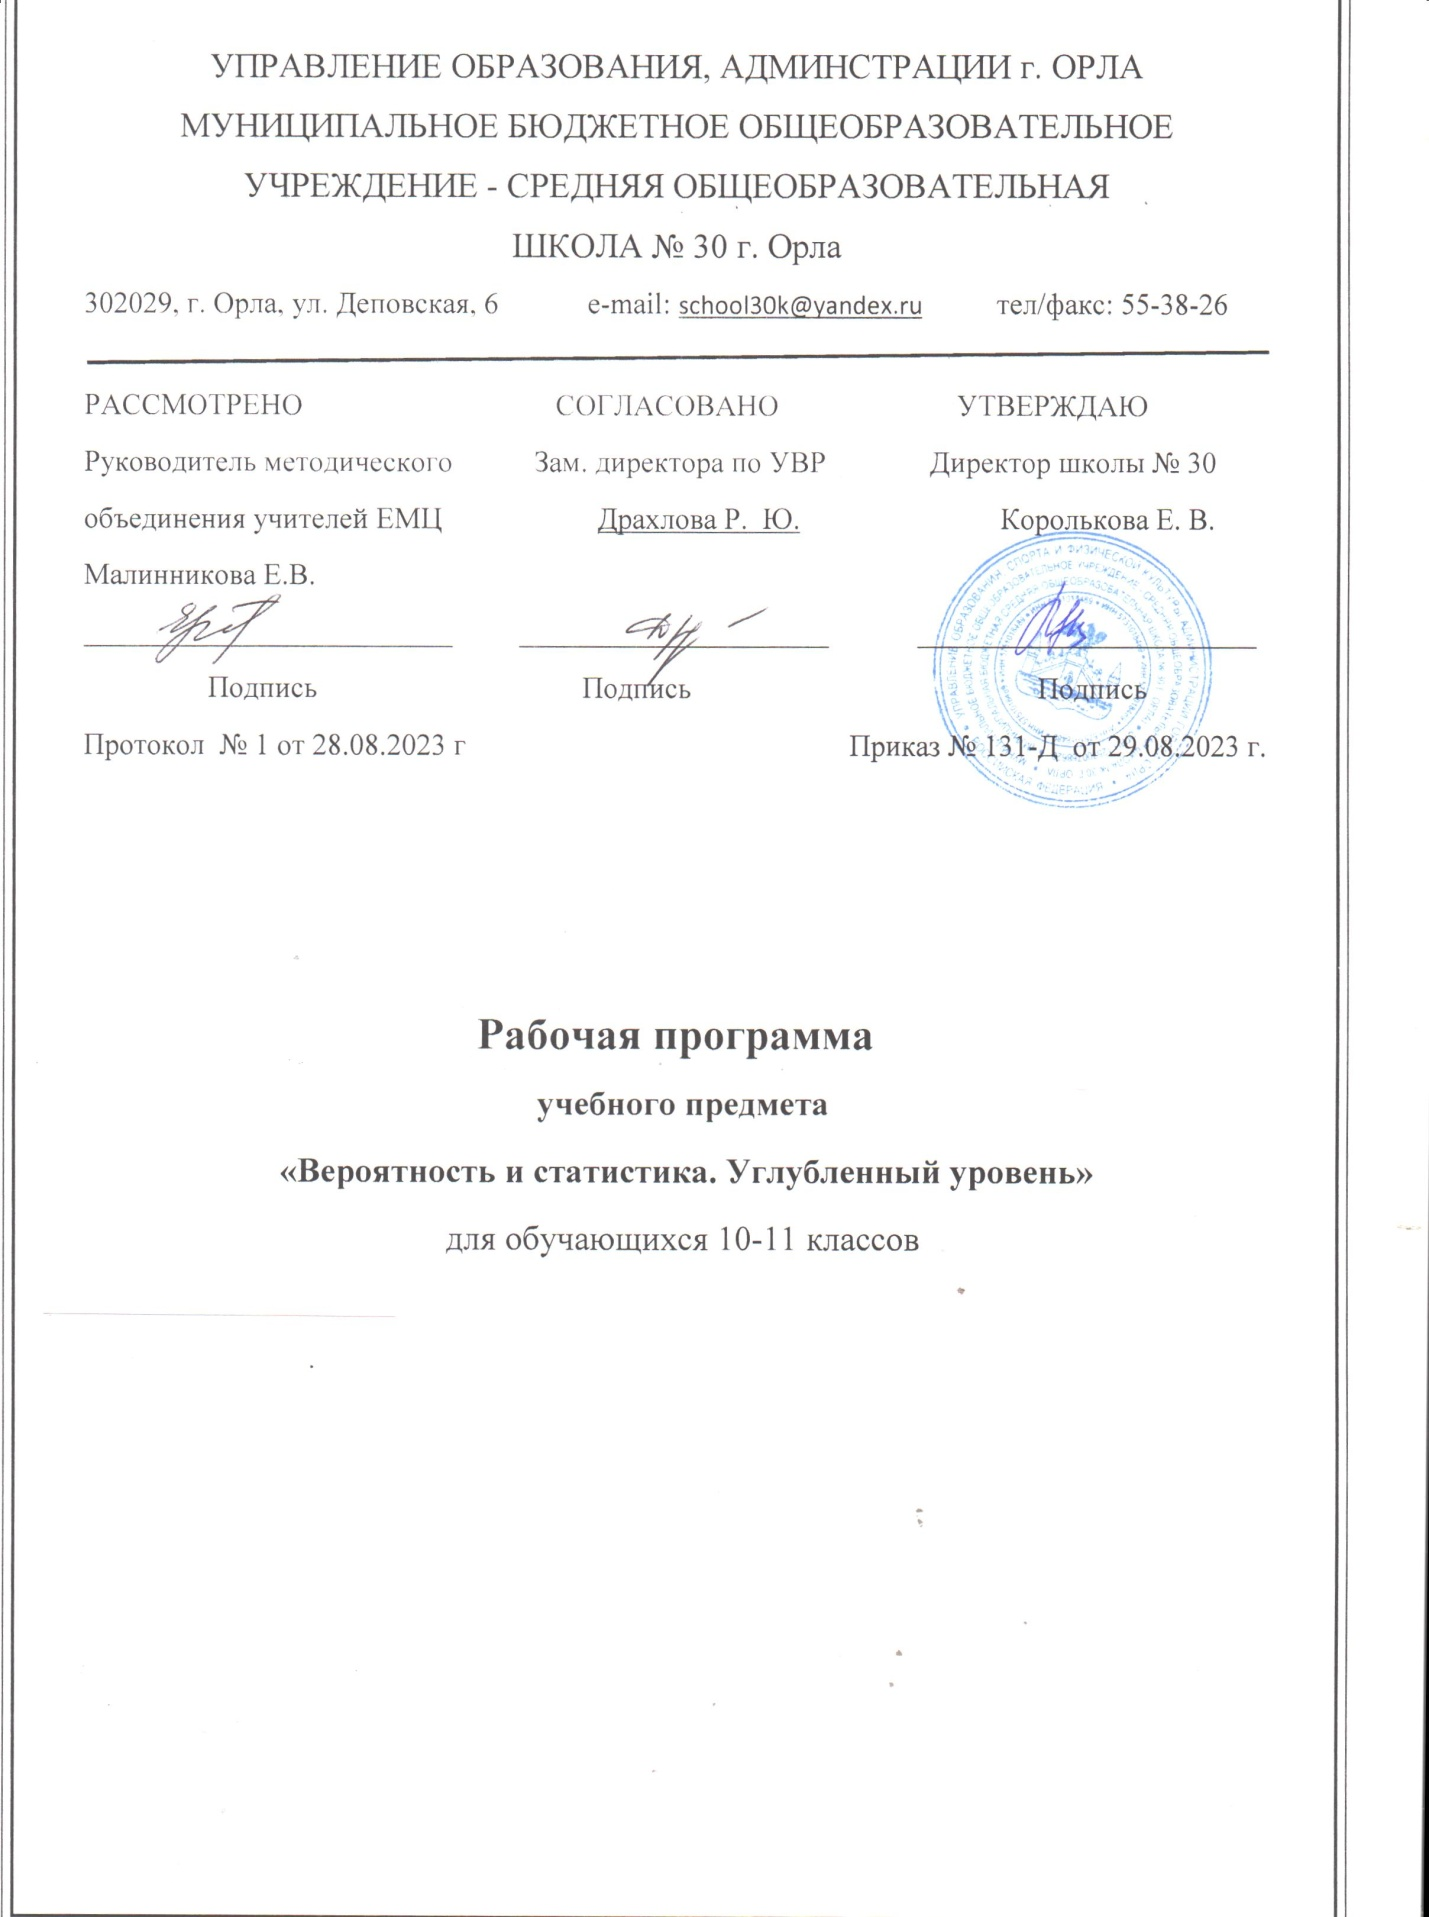 УПРАВЛЕНИЕ ОБРАЗОВАНИЯ, АДМИНСТРАЦИИ г. ОРЛА
МУНИЦИПАЛЬНОЕ БЮДЖЕТНОЕ ОБЩЕОБРАЗОВАТЕЛЬНОЕ
УЧРЕЖДЕНИЕ - СРЕДНЯЯ ОБЩЕОБРАЗОВАТЕЛЬНАЯ
ШКОЛА № 30 г. Орла
302029, г. Орла, ул. Деповская, 6 e-mail: school30k@yandex.ru тел/факс: 55-38-26
РАССМОТРЕНО СОГЛАСОВАНО УТВЕРЖДАЮ
Руководитель методического Зам. директора по УВР Директор школы № 30
объединения учителей ЕМЦ Драхлова Р. Ю. Королькова Е. В.
Малинникова Е.В.
Подпись Подпись Подпись
Протокол № 1 от 28.08.2023 г Приказ № 131-Д от 29.08.2023 г.
Рабочая программа
учебного предмета
«Вероятность и статистика. Углубленный уровень»
для обучающихся 10-11 классов